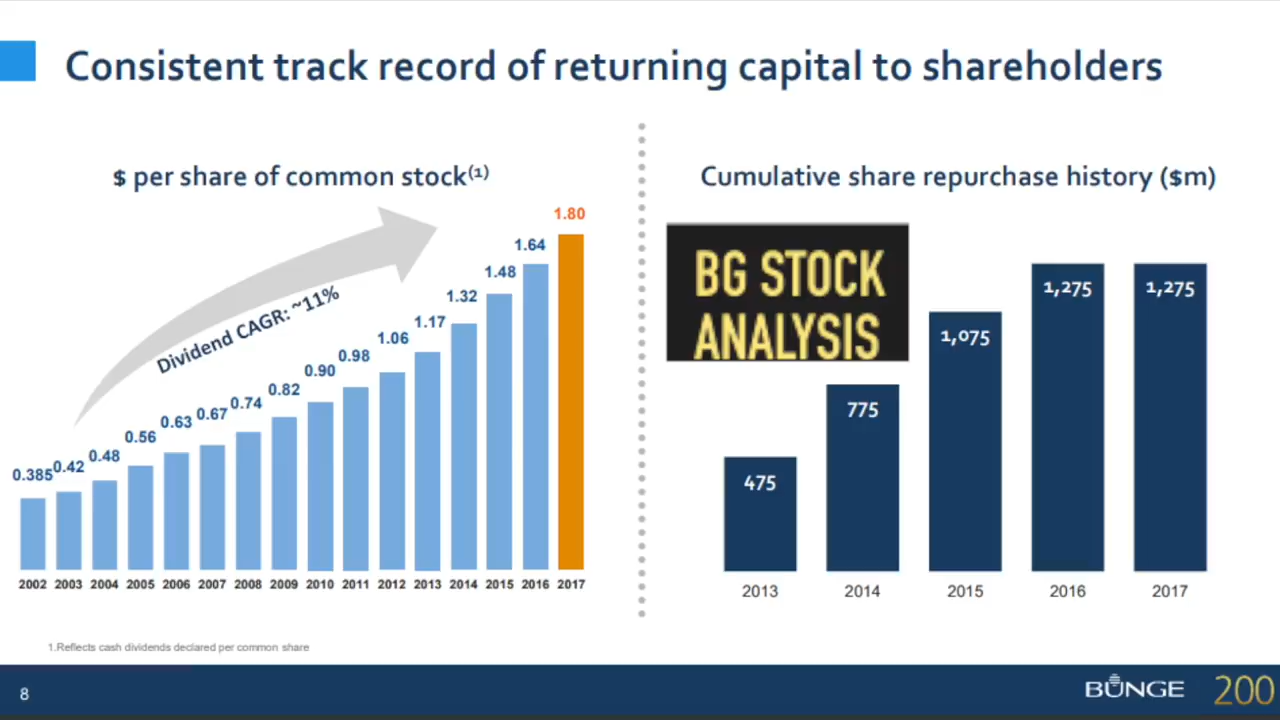 Consistent track record of returning capital to shareholders
$ per share of common stock(1)
Cumulative share repurchase history ($m)
Dividend CAGR: ~11%
0.385
0.42
0.48
0.56
0.63
0.67
0.74
0.82
0.90
0.98
1.06
1.17
1.32
1.48
1.64
1.80
2002 2003 2004 2005 2006 2007 2008 2009 2010 2011 2012 2013 2014 2015 2016 2017
BG STOCK
ANALYSIS
475
775
1,075
1,275
1,275
2013 2014 2015 2016 2017
1.Reflects cash dividends declared per common share
8
BUNGE 200